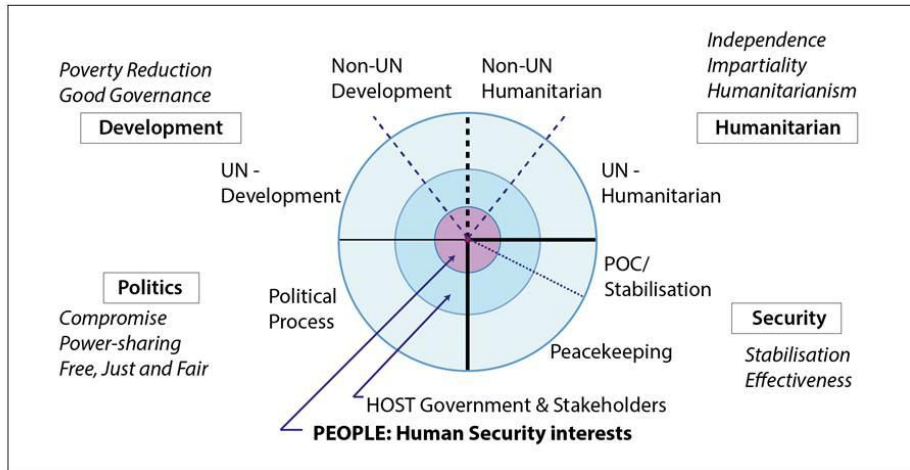 Poverty Reduction
Good Governance
Development
Non-UN
Development
Non-UN
Humanitarian
Independence
Impartiality
Humanitarianism
Humanitarian
UN -
Development
UN -
Humanitarian
Politics
Compromise
Power-sharing
Free, Just and Fair
Political
Process
POC/
Stabilisation
Peacekeeping
Security
Stabilisation
Effectiveness
HOST Government & Stakeholders
PEOPLE: Human Security interests